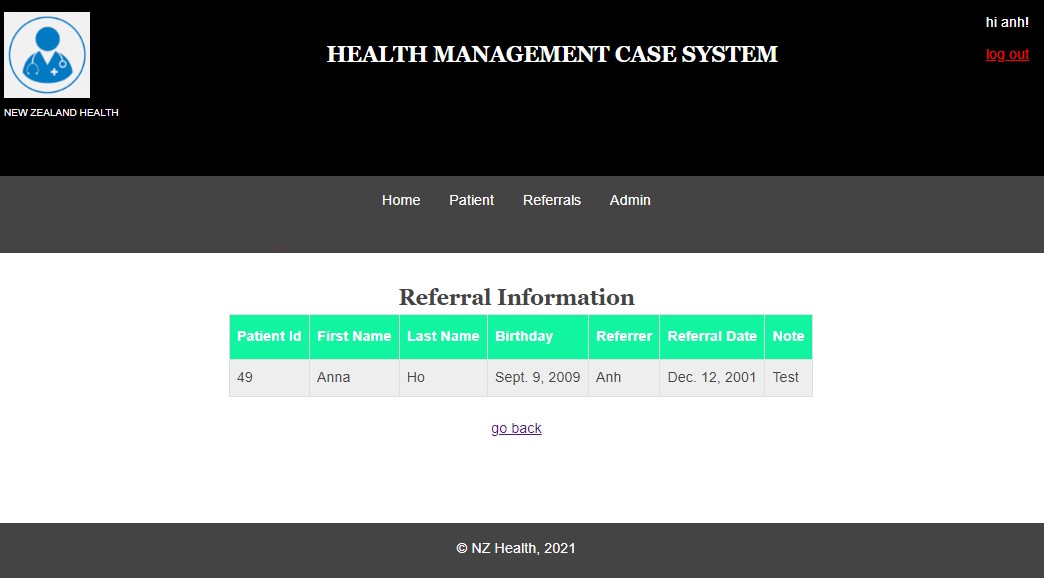 hi anh!
HEALTH MANAGEMENT CASE SYSTEM
log out
NEW ZEALAND HEALTH
Home Patient Referrals Admin
Referral Information
Patient Id First Name Last Name Birthday Referrer Referral Date Note
49 Anna Ho Sept. 9, 2009 Anh Dec. 12, 2001 Test
go back
© NZ Health, 2021